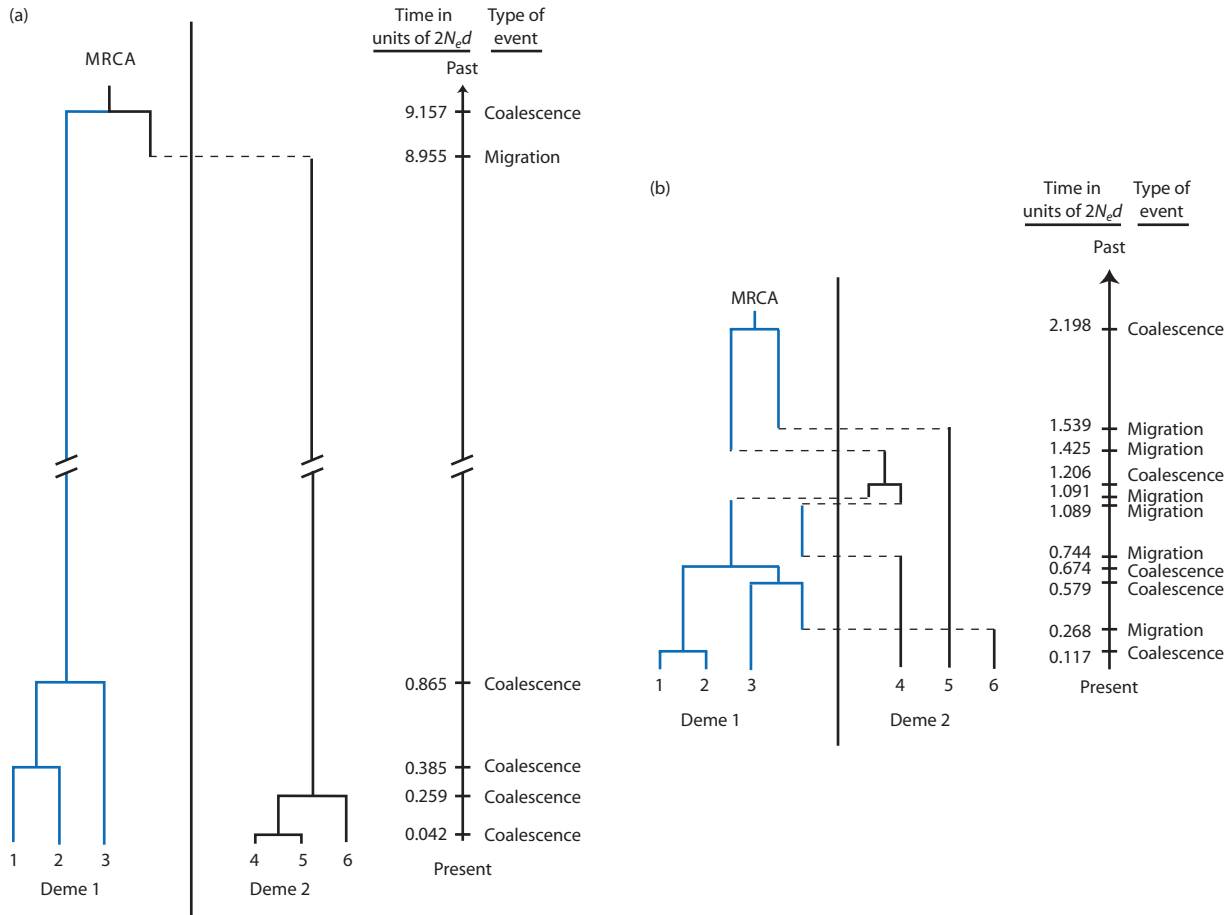 (a)
Time in
units of 2Nₑd
Type of
event
Past
MRCA
9.157 Coalescence
8.955 Migration
0.865 Coalescence
0.385 Coalescence
0.259 Coalescence
0.042 Coalescence
1 2 3
4 5 6
Present
Deme 1
Deme 2
(b)
Time in
units of 2Nₑd
Type of
event
Past
MRCA
2.198 Coalescence
1.539 Migration
1.425 Migration
1.206 Coalescence
1.091 Migration
1.089 Migration
0.744 Migration
0.674 Coalescence
0.579 Coalescence
0.268 Migration
0.117 Coalescence
1 2 3
4 5 6
Present
Deme 1
Deme 2